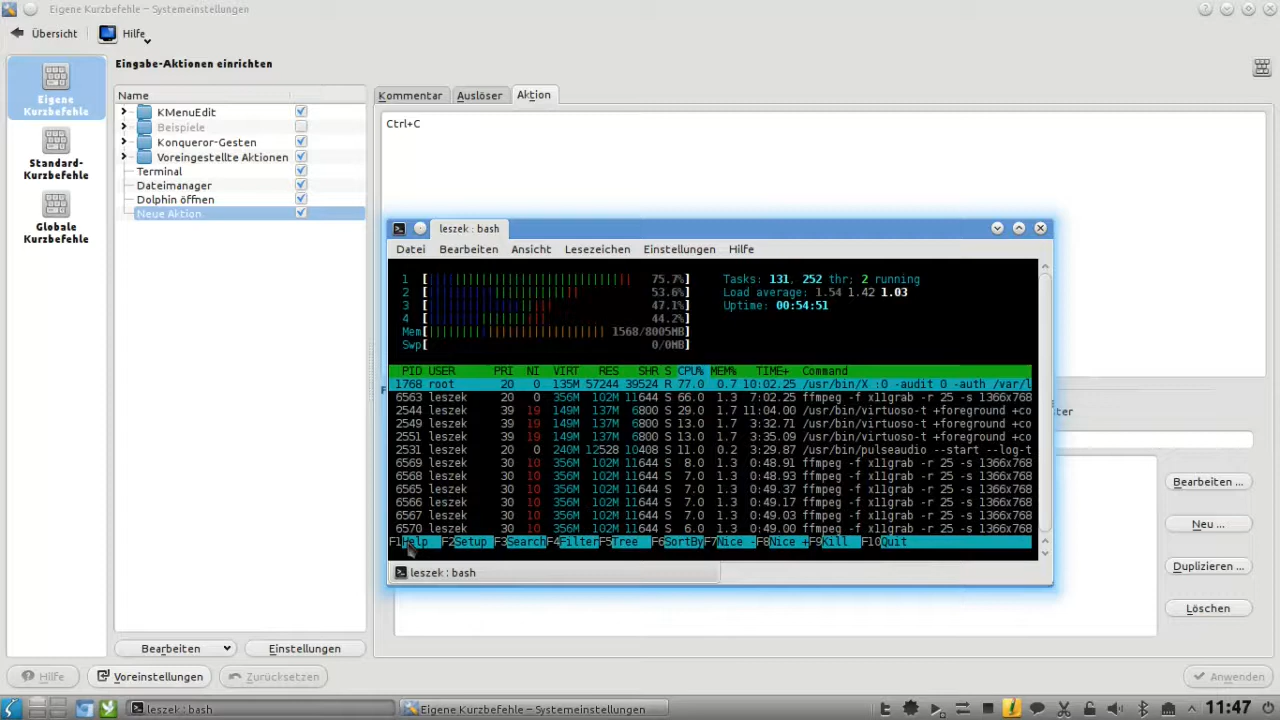 Eigene Kurzbefehle – Systemeinstellungen
Übersicht Hilfe
Eingabe-Aktionen einrichten
Eigene
Kurzbefehle
Standard-
Kurzbefehle
Globale
Kurzbefehle
Name
KMenuEdit
Beispiele
Konqueror-Gesten
Voreingestellte Aktionen
Terminal
Dateimanager
Dolphin öffnen
Neue Aktion
Kommentar Auslöser Aktion
Ctrl+C
leszek : bash
Datei Bearbeiten Ansicht Lesezeichen Einstellungen Hilfe
1 [ 75.7%] Tasks: 131, 252 thr; 2 running
2 [ 53.6%] Load average: 1.54 1.42 1.03
3 [ 47.1%] Uptime: 00:54:51
4 [ 44.2%]
Mem[ 1568/8005MB]
Swp[ 0/0MB]
PID USER PRI NI VIRT RES SHR S CPU% MEM% TIME+ Command
1768 root 20 0 135M 57244 39524 R 77.0 0.7 10:02.25 /usr/bin/X :0 -audit 0 -auth /var/l
6563 leszek 20 0 356M 102M 11644 S 66.0 1.3 7:02.25 ffmpeg -f x11grab -r 25 -s 1366x768
2544 leszek 39 19 149M 137M 6800 S 29.0 1.7 11:04.00 /usr/bin/virtuoso-t +foreground +co
2549 leszek 39 19 149M 137M 6800 S 13.0 1.7 3:32.71 /usr/bin/virtuoso-t +foreground +co
2551 leszek 39 19 149M 137M 6800 S 13.0 1.7 3:35.09 /usr/bin/virtuoso-t +foreground +co
2531 leszek 20 0 240M 12528 10408 S 11.0 0.2 3:29.87 /usr/bin/pulseaudio --start --log-t
6569 leszek 30 10 356M 102M 11644 S 8.0 1.3 0:48.91 ffmpeg -f x11grab -r 25 -s 1366x768
6568 leszek 30 10 356M 102M 11644 S 7.0 1.3 0:48.93 ffmpeg -f x11grab -r 25 -s 1366x768
6565 leszek 30 10 356M 102M 11644 S 7.0 1.3 0:49.37 ffmpeg -f x11grab -r 25 -s 1366x768
6566 leszek 30 10 356M 102M 11644 S 7.0 1.3 0:49.17 ffmpeg -f x11grab -r 25 -s 1366x768
6567 leszek 30 10 356M 102M 11644 S 7.0 1.3 0:49.03 ffmpeg -f x11grab -r 25 -s 1366x768
6570 leszek 30 10 356M 102M 11644 S 6.0 1.3 0:49.00 ffmpeg -f x11grab -r 25 -s 1366x768
F1Help F2Setup F3SearchF4FilterF5Tree F6SortByF7Nice -F8Nice +F9Kill F10Quit
leszek : bash
Bearbeiten ...
Neu ...
Duplizieren ...
Löschen
Bearbeiten Einstellungen
Hilfe Voreinstellungen Zurücksetzen Anwenden
leszek : bash Eigene Kurzbefehle – Systemeinstellungen 11:47